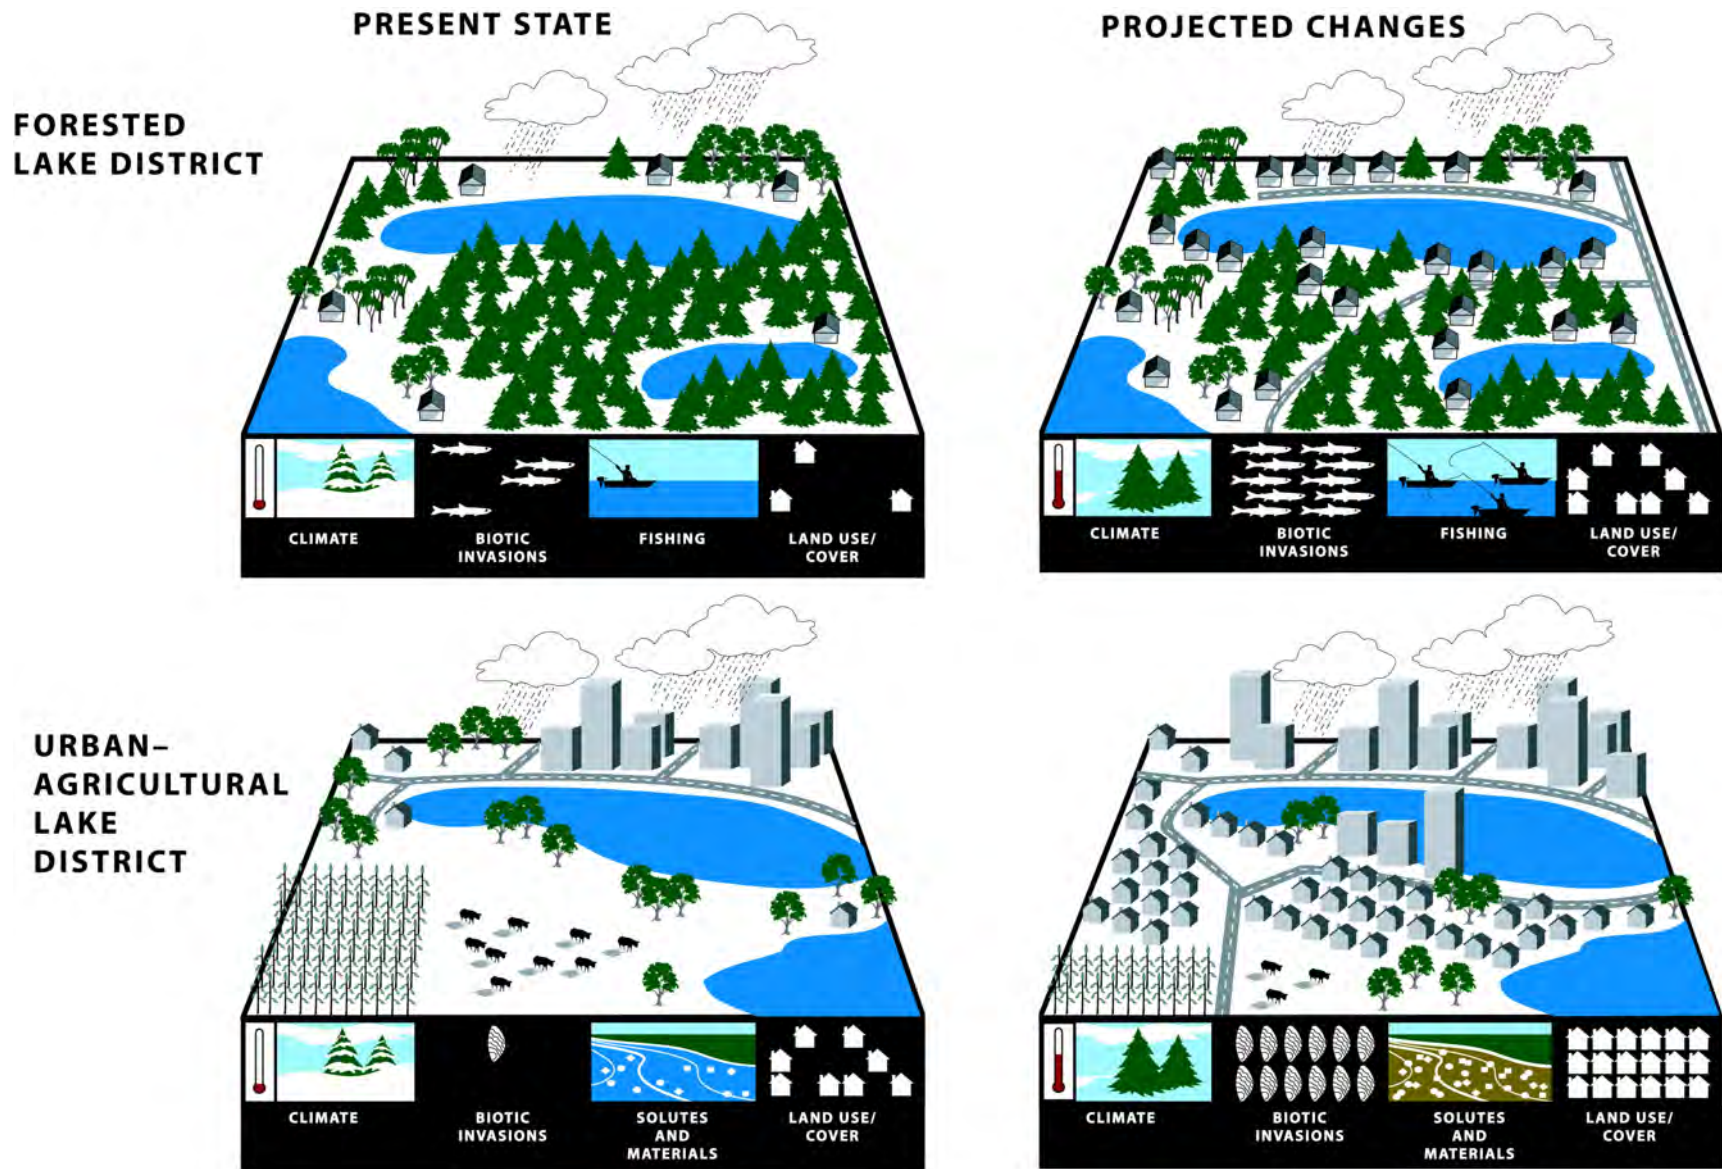 PRESENT STATE
PROJECTED CHANGES
FORESTED
LAKE DISTRICT
CLIMATE
BIOTIC
INVASIONS
FISHING
LAND USE/
COVER
CLIMATE
BIOTIC
INVASIONS
FISHING
LAND USE/
COVER
URBAN–
AGRICULTURAL
LAKE
DISTRICT
CLIMATE
BIOTIC
INVASIONS
SOLUTES
AND
MATERIALS
LAND USE/
COVER
CLIMATE
BIOTIC
INVASIONS
SOLUTES
AND
MATERIALS
LAND USE/
COVER